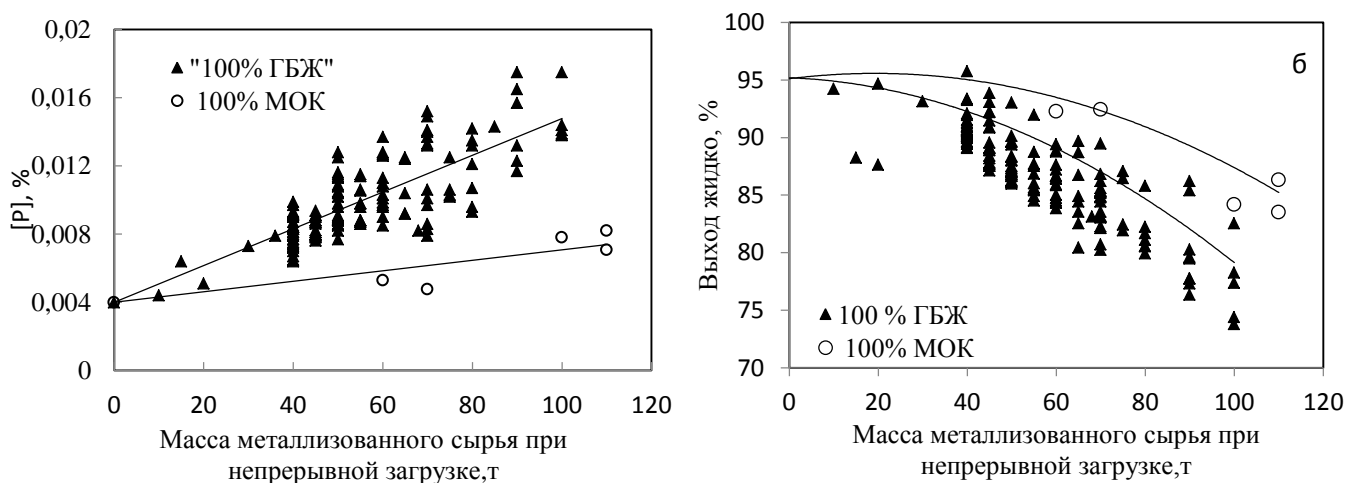 0,02
0,016
0,012
0,008
0,004
0
[P], %
"100% ГБЖ"
100% МОК
0 20 40 60 80 100 120
Масса металлизованного сырья при
непрерывной загрузке,т
100
95
90
85
80
75
70
Выход жидко, %
б
100 % ГБЖ
100% МОК
0 20 40 60 80 100 120
Масса металлизованного сырья при
непрерывной загрузке,т